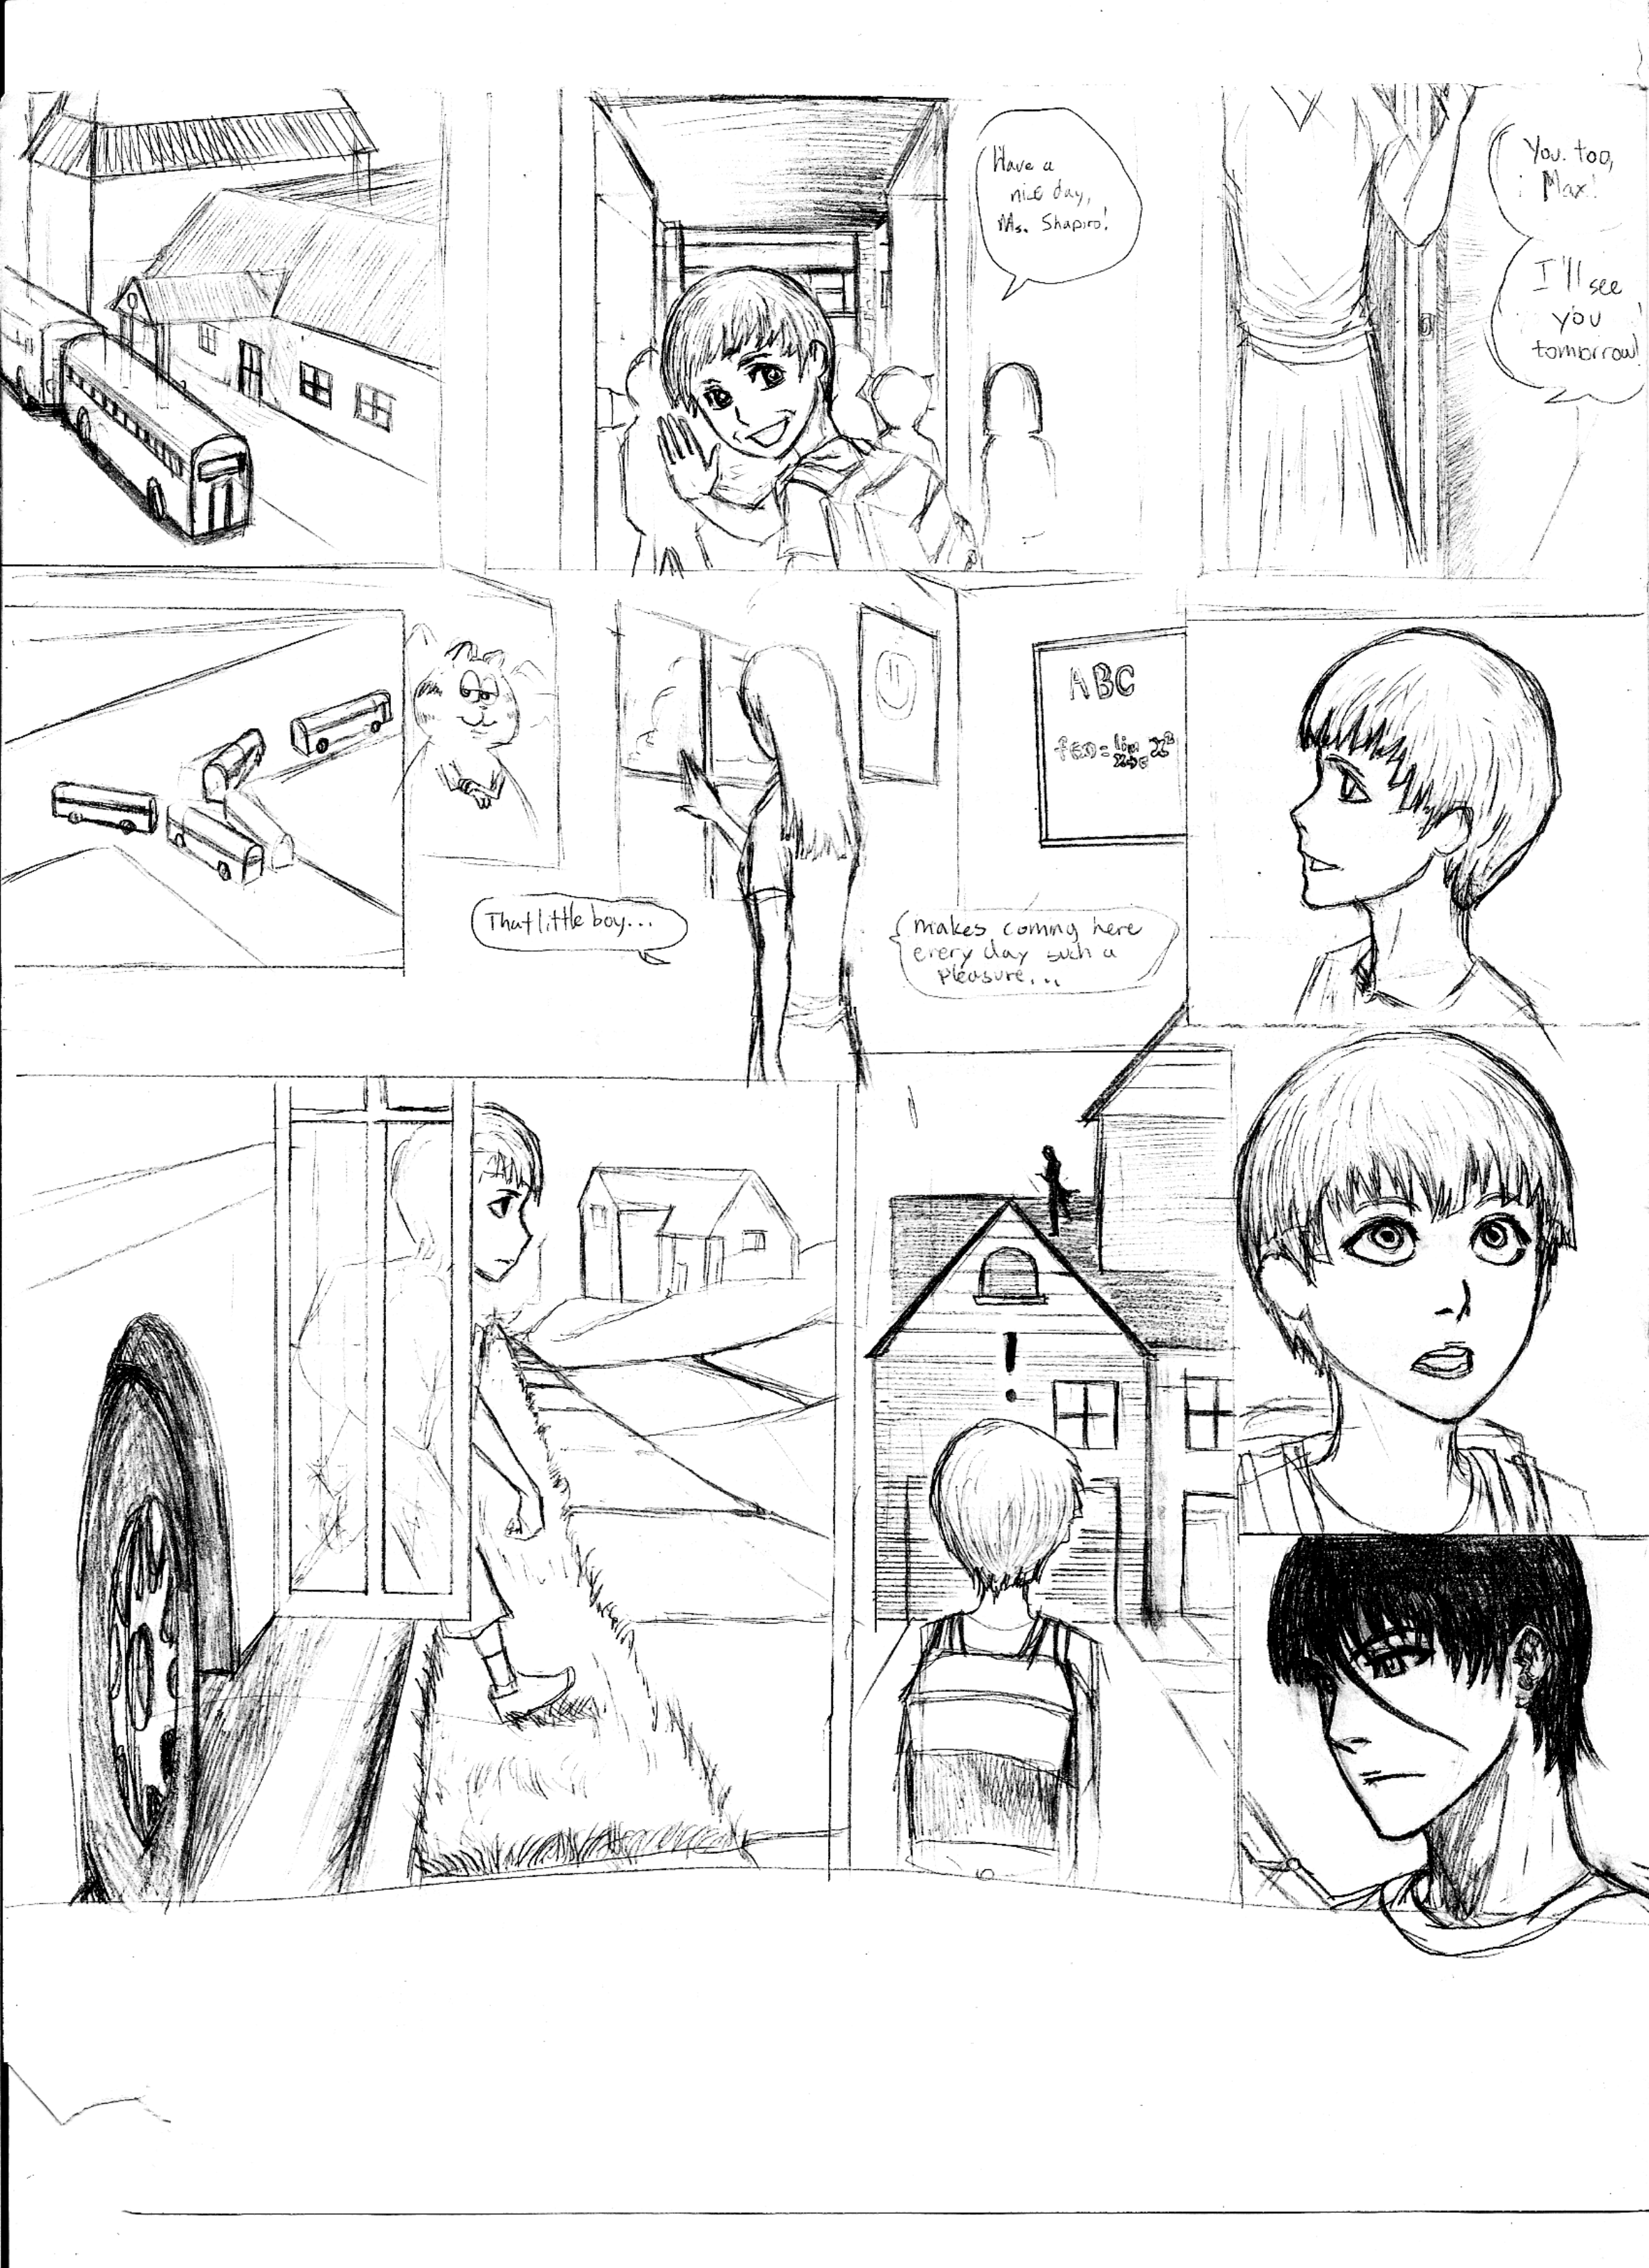 Have a
nice day,
Ms. Shapiro!
You too,
Max!
I'll see
you
tomorrow!
That little boy...
makes coming here
every day such a
pleasure...
ABC
!